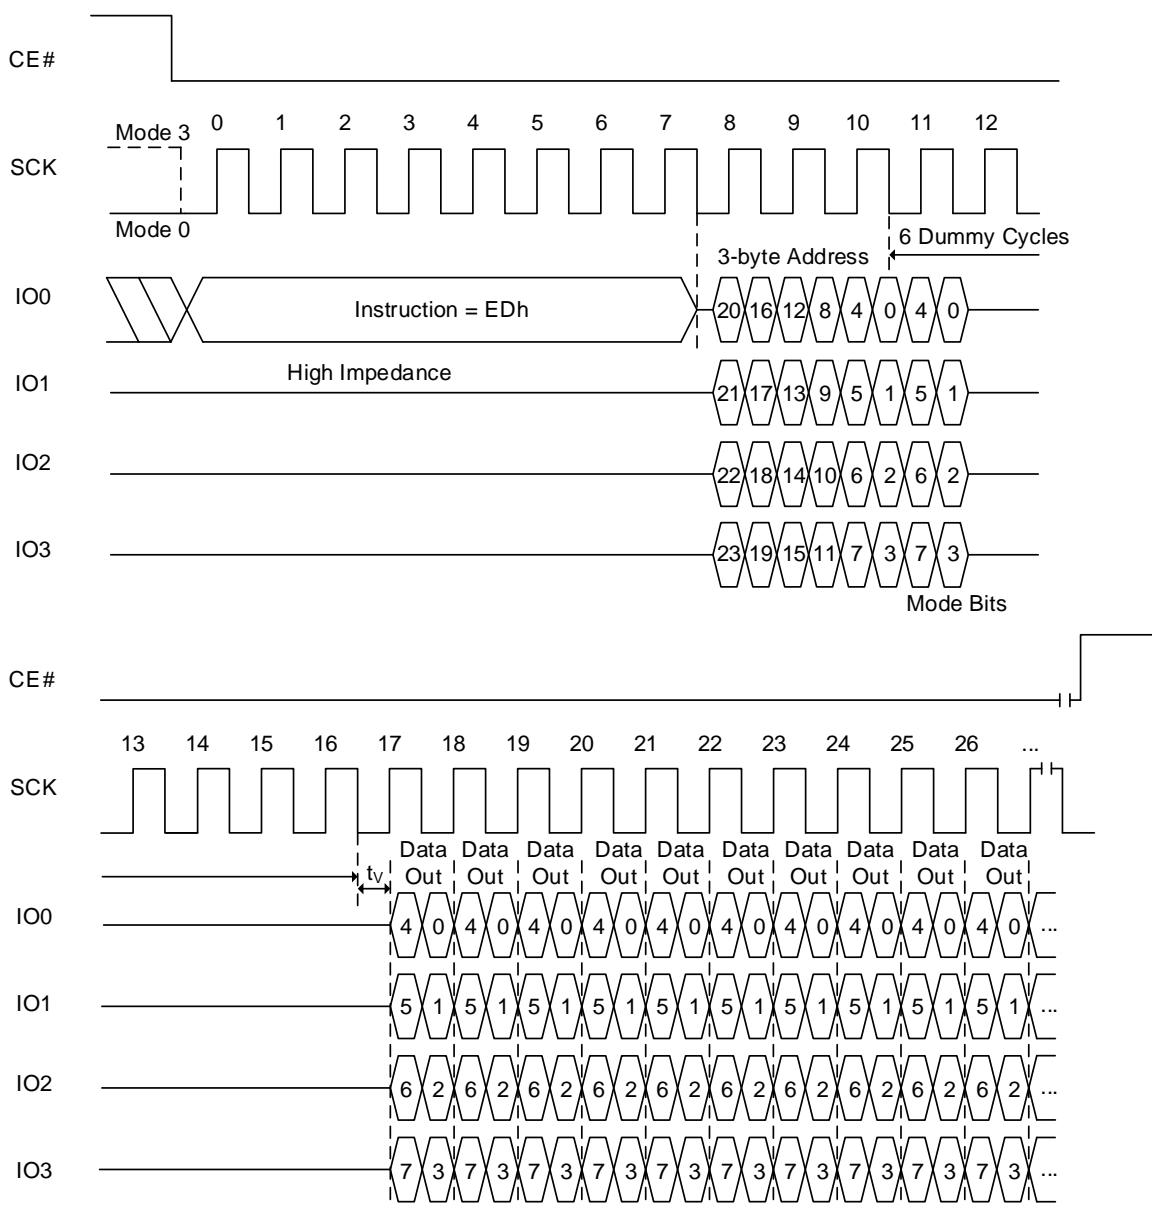 CE#
0 1 2 3 4 5 6 7 8 9 10 11 12
Mode 3
SCK
Mode 0
6 Dummy Cycles
3-byte Address
IO0 Instruction = EDh 20 16 12 8 4 0 4 0
High Impedance
IO1 21 17 13 9 5 1 5 1
IO2 22 18 14 10 6 2 6 2
IO3 23 19 15 11 7 3 7 3
Mode Bits
CE#
13 14 15 16 17 18 19 20 21 22 23 24 25 26 ...
SCK
Data Data Data Data Data Data Data Data Data Data
tV Out Out Out Out Out Out Out Out Out Out
IO0 4 0 4 0 4 0 4 0 4 0 4 0 4 0 4 0 4 0 4 0 ...
IO1 5 1 5 1 5 1 5 1 5 1 5 1 5 1 5 1 5 1 5 1 ...
IO2 6 2 6 2 6 2 6 2 6 2 6 2 6 2 6 2 6 2 6 2 ...
IO3 7 3 7 3 7 3 7 3 7 3 7 3 7 3 7 3 7 3 7 3 ...